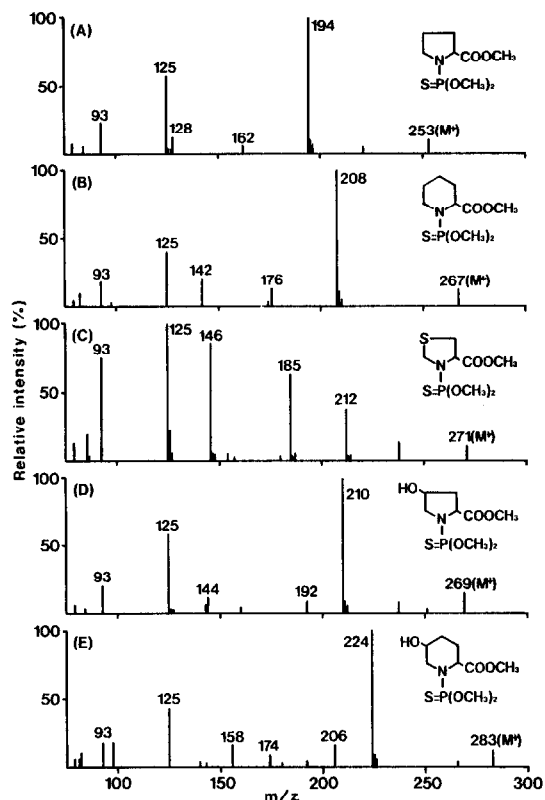 Relative intensity (%)
(A)
100
50
93
125
128
162
194
253(M⁺)
N
COOCH₃
S=P(OCH₃)₂
(B)
100
50
93
125
142
176
208
267(M⁺)
N
COOCH₃
S=P(OCH₃)₂
(C)
100
50
93
125
146
185
212
271(M⁺)
S
N
COOCH₃
S=P(OCH₃)₂
(D)
100
50
93
125
144
192
210
269(M⁺)
HO
N
COOCH₃
S=P(OCH₃)₂
(E)
100
50
93
125
158
174
206
224
283(M⁺)
HO
N
COOCH₃
S=P(OCH₃)₂
100 150 200 250 300
m/z